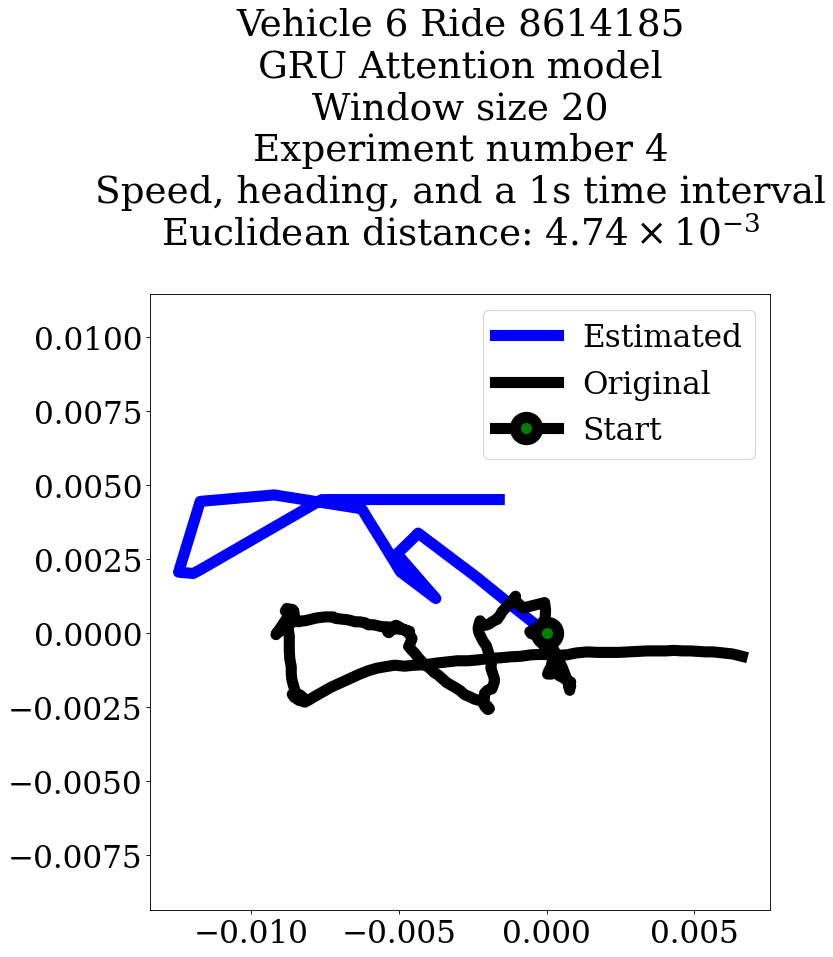 Vehicle 6 Ride 8614185
GRU Attention model
Window size 20
Experiment number 4
Speed, heading, and a 1s time interval
Euclidean distance: 4.74 × 10⁻³
Estimated
Original
Start
0.0100
0.0075
0.0050
0.0025
0.0000
−0.0025
−0.0050
−0.0075
−0.010 −0.005 0.000 0.005